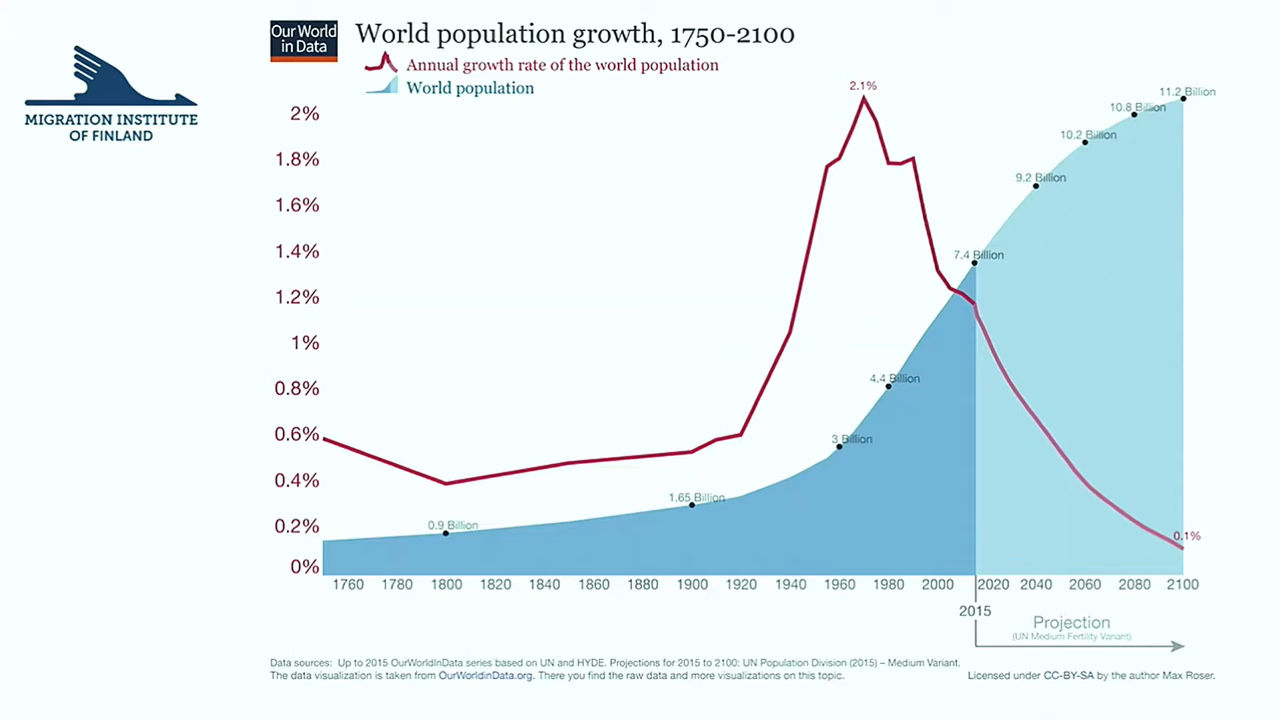 Our World
in Data
World population growth, 1750-2100
Annual growth rate of the world population
World population
MIGRATION INSTITUTE
OF FINLAND
2%
1.8%
1.6%
1.4%
1.2%
1%
0.8%
0.6%
0.4%
0.2%
0%
2.1%
0.9 Billion
1.65 Billion
3 Billion
4.4 Billion
7.4 Billion
9.2 Billion
10.2 Billion
10.8 Billion
11.2 Billion
0.1%
1760 1780 1800 1820 1840 1860 1880 1900 1920 1940 1960 1980 2000 2020 2040 2060 2080 2100
2015
Projection
(UN Medium Fertility Variant)
Data sources: Up to 2015 OurWorldInData series based on UN and HYDE. Projections for 2015 to 2100: UN Population Division (2015) – Medium Variant.
The data visualization is taken from OurWorldinData.org. There you find the raw data and more visualizations on this topic.
Licensed under CC-BY-SA by the author Max Roser.